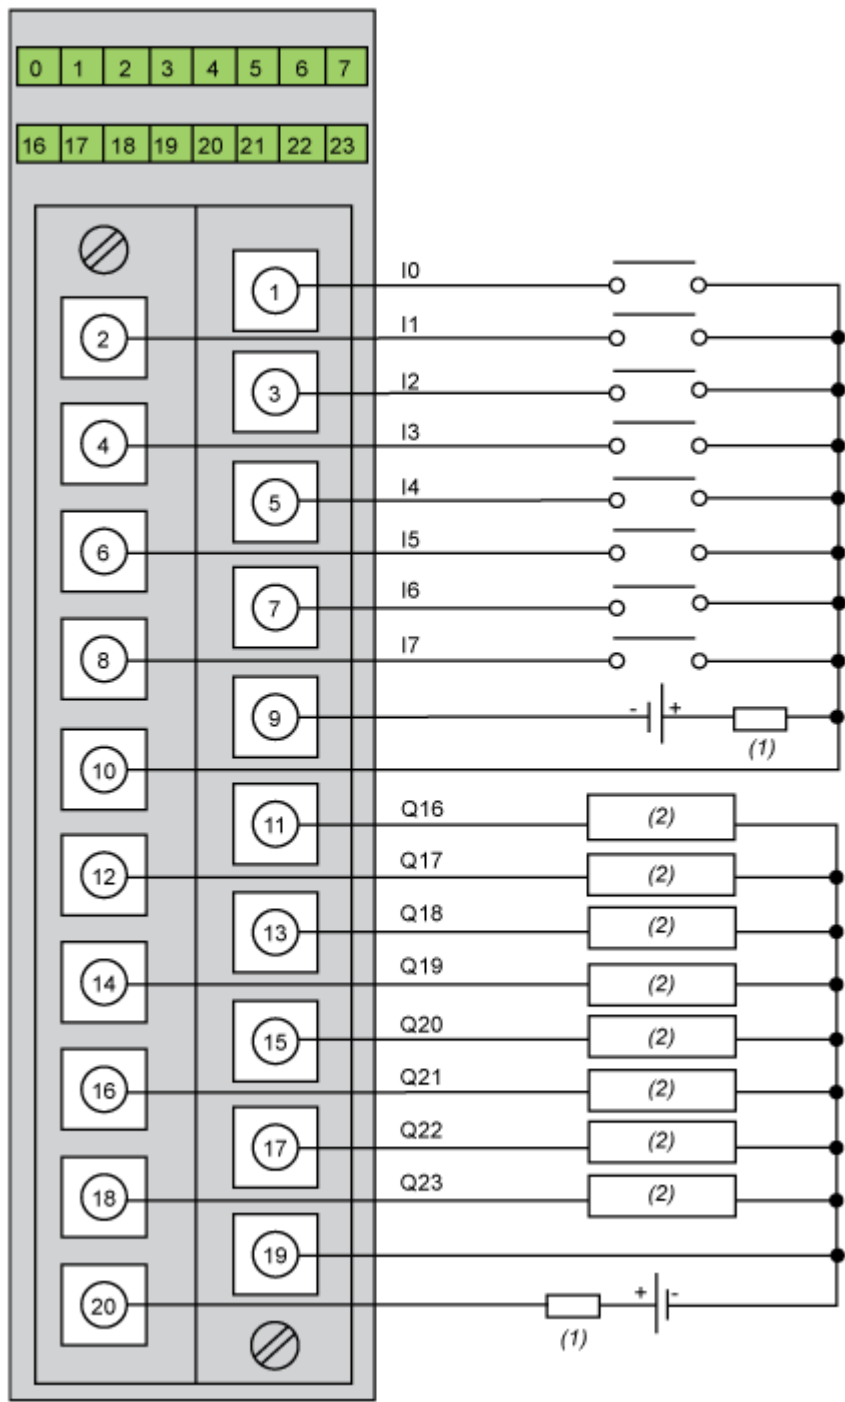 0 1 2 3 4 5 6 7
16 17 18 19 20 21 22 23
1 I0
2 I1
3 I2
4 I3
5 I4
6 I5
7 I6
8 I7
9 - +
(1)
10
11 Q16 (2)
12 Q17 (2)
13 Q18 (2)
14 Q19 (2)
15 Q20 (2)
16 Q21 (2)
17 Q22 (2)
18 Q23 (2)
19
20 + -
(1)